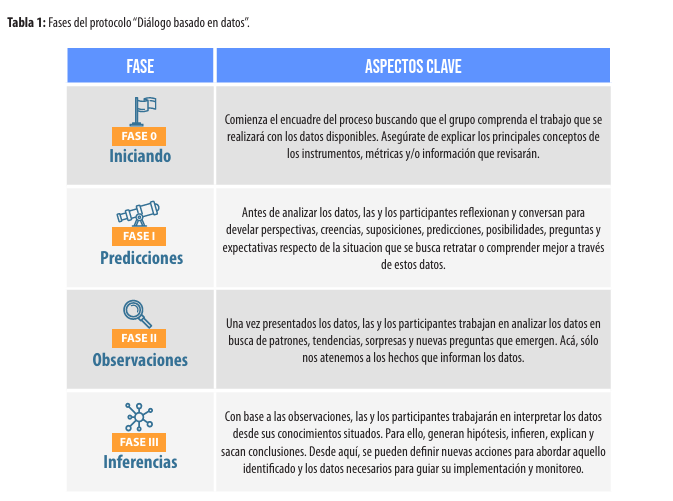 Tabla 1: Fases del protocolo “Diálogo basado en datos”.
FASE
ASPECTOS CLAVE
FASE 0
Iniciando
Comienza el encuadre del proceso buscando que el grupo comprenda el trabajo que se
realizará con los datos disponibles. Asegúrate de explicar los principales conceptos de
los instrumentos, métricas y/o información que revisarán.
FASE I
Predicciones
Antes de analizar los datos, las y los participantes reflexionan y conversan para
develar perspectivas, creencias, suposiciones, predicciones, posibilidades, preguntas y
expectativas respecto de la situacion que se busca retratar o comprender mejor a través
de estos datos.
FASE II
Observaciones
Una vez presentados los datos, las y los participantes trabajan en analizar los datos en
busca de patrones, tendencias, sorpresas y nuevas preguntas que emergen. Acá, sólo
nos atenemos a los hechos que informan los datos.
FASE III
Inferencias
Con base a las observaciones, las y los participantes trabajarán en interpretar los datos
desde sus conocimientos situados. Para ello, generan hipótesis, infieren, explican y
sacan conclusiones. Desde aquí, se pueden definir nuevas acciones para abordar aquello
identificado y los datos necesarios para guiar su implementación y monitoreo.